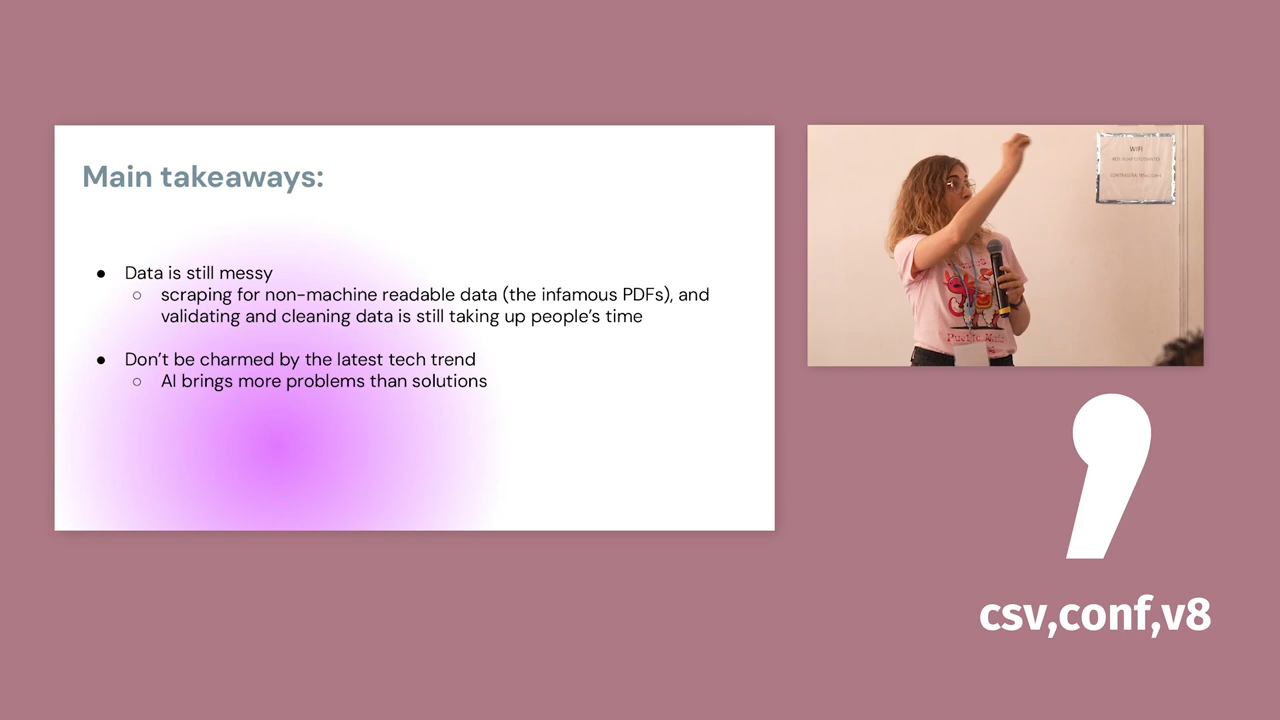 Main takeaways:
● Data is still messy
○ scraping for non-machine readable data (the infamous PDFs), and
validating and cleaning data is still taking up people's time
● Don't be charmed by the latest tech trend
○ AI brings more problems than solutions
WIFI
csv,conf,v8